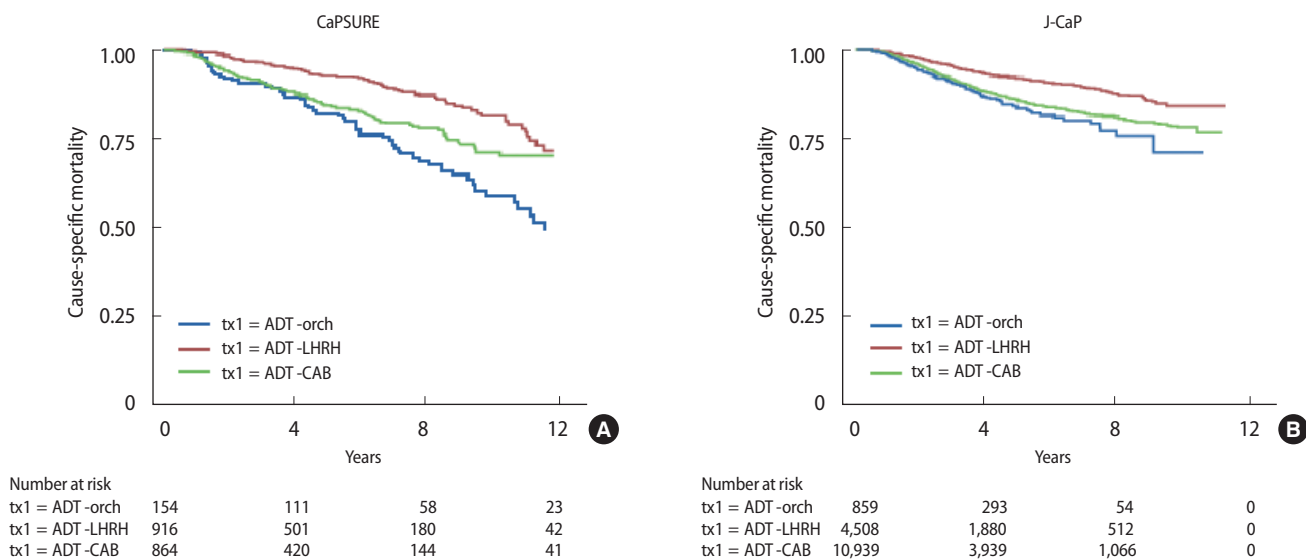 CaPSURE
1.00
0.75
0.50
0.25
0
Cause-specific mortality
tx1 = ADT-orch
tx1 = ADT-LHRH
tx1 = ADT-CAB
0 4 8 12
Years
A
Number at risk
tx1 = ADT-orch 154 111 58 23
tx1 = ADT-LHRH 916 501 180 42
tx1 = ADT-CAB 864 420 144 41
J-CaP
1.00
0.75
0.50
0.25
0
Cause-specific mortality
tx1 = ADT-orch
tx1 = ADT-LHRH
tx1 = ADT-CAB
0 4 8 12
Years
B
Number at risk
tx1 = ADT-orch 859 293 54 0
tx1 = ADT-LHRH 4,508 1,880 512 0
tx1 = ADT-CAB 10,939 3,939 1,066 0